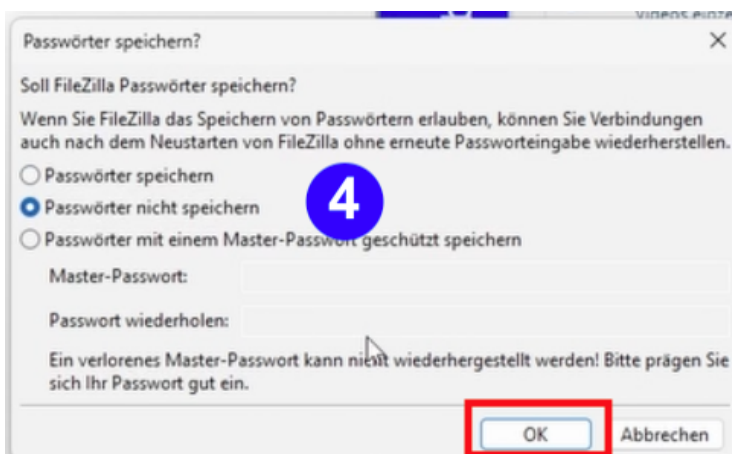 Videos einze
Passwörter speichern?
Soll FileZilla Passwörter speichern?
Wenn Sie FileZilla das Speichern von Passwörtern erlauben, können Sie Verbindungen
auch nach dem Neustarten von FileZilla ohne erneute Passworteingabe wiederherstellen.
Passwörter speichern
Passwörter nicht speichern
4
Passwörter mit einem Master-Passwort geschützt speichern
Master-Passwort:
Passwort wiederholen:
Ein verlorenes Master-Passwort kann nicht wiederhergestellt werden! Bitte prägen Sie
sich Ihr Passwort gut ein.
OK
Abbrechen